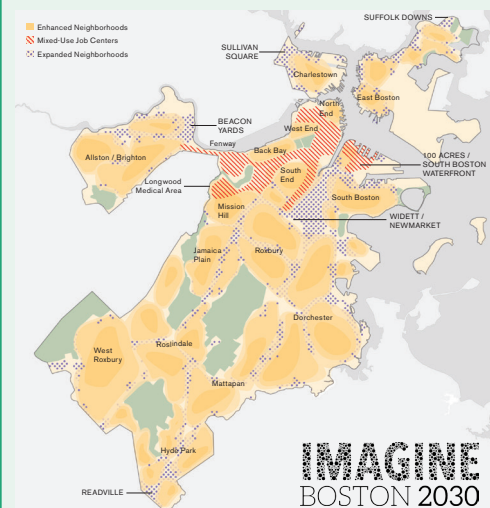 Enhanced Neighborhoods
Mixed-Use Job Centers
Expanded Neighborhoods
SUFFOLK DOWNS
SULLIVAN
SQUARE
Charlestown
East Boston
North
End
West End
BEACON
YARDS
Fenway
Back Bay
Allston / Brighton
100 ACRES /
SOUTH BOSTON
WATERFRONT
Longwood
Medical Area
South
End
South Boston
Mission
Hill
WIDETT /
NEWMARKET
Jamaica
Plain
Roxbury
Dorchester
West
Roxbury
Roslindale
Mattapan
Hyde Park
READVILLE
IMAGINE
BOSTON 2030